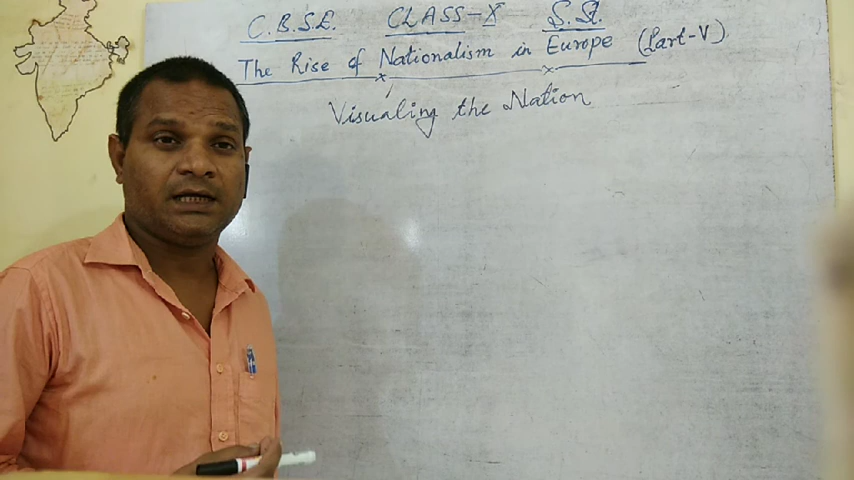 C.B.S.E. CLASS-X S.St.
The Rise of Nationalism in Europe (Part-V)
Visualing the Nation